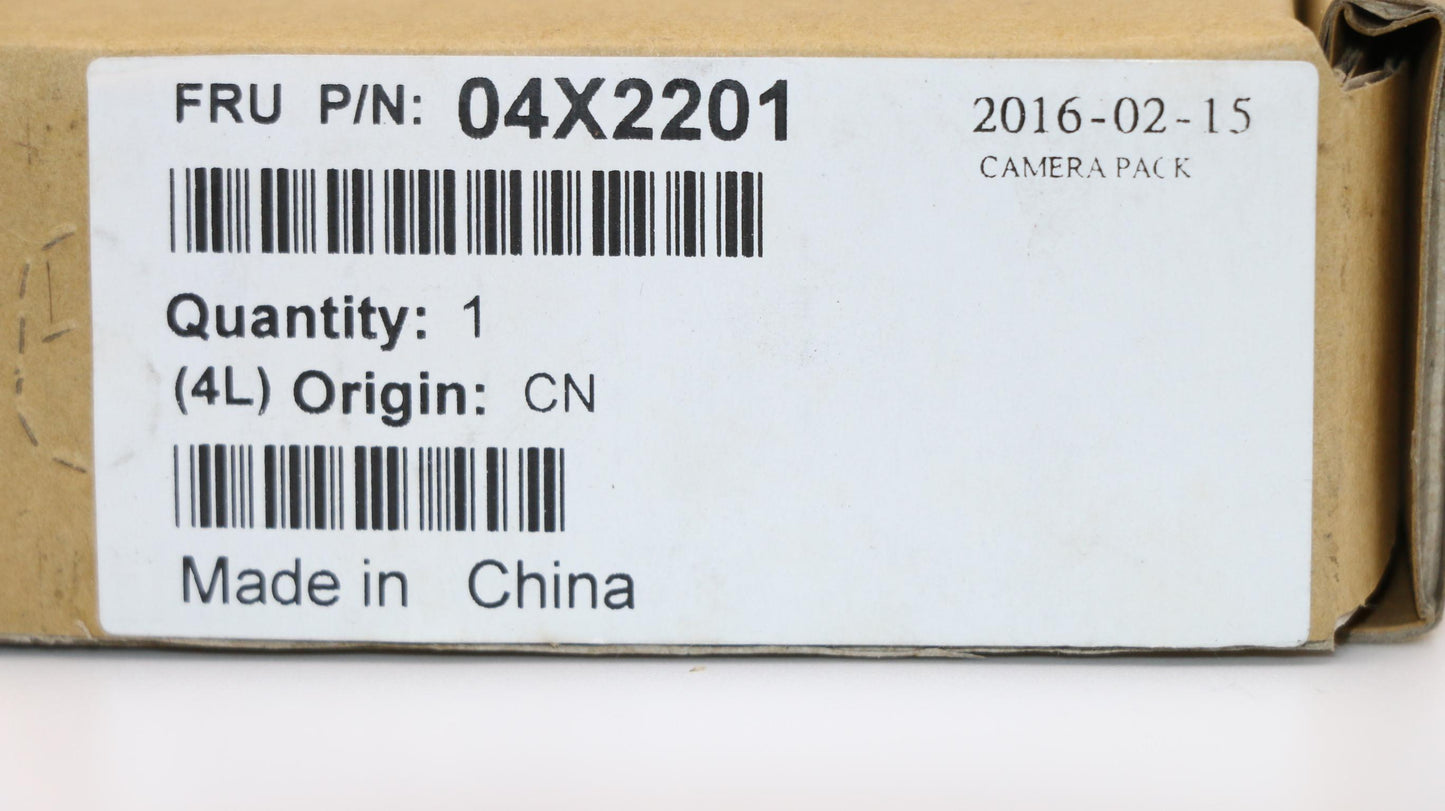 FRU P/N: 04X2201
2016-02-15
CAMERA PACK
Quantity: 1
(4L) Origin: CN
Made in China